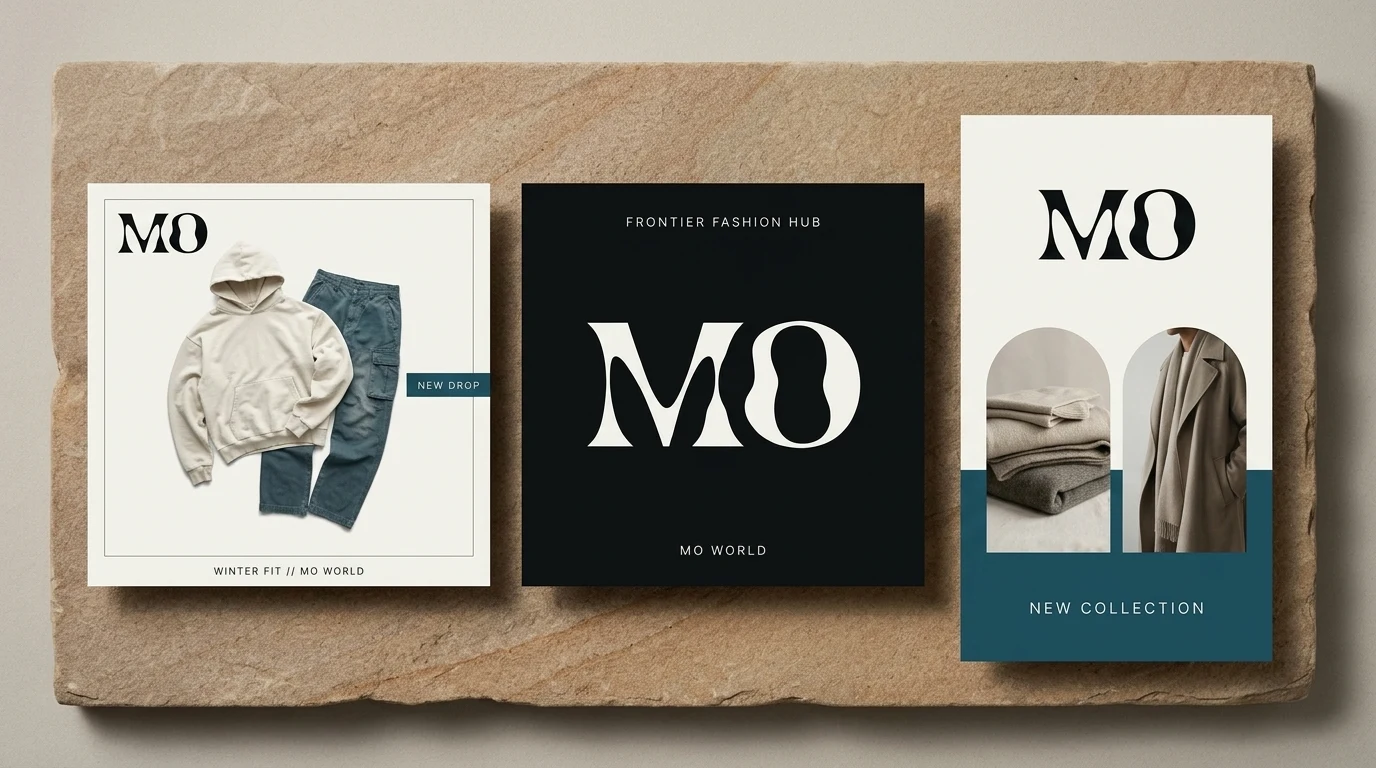 MO
NEW DROP
WINTER FIT // MO WORLD
FRONTIER FASHION HUB
MO
MO WORLD
MO
NEW COLLECTION